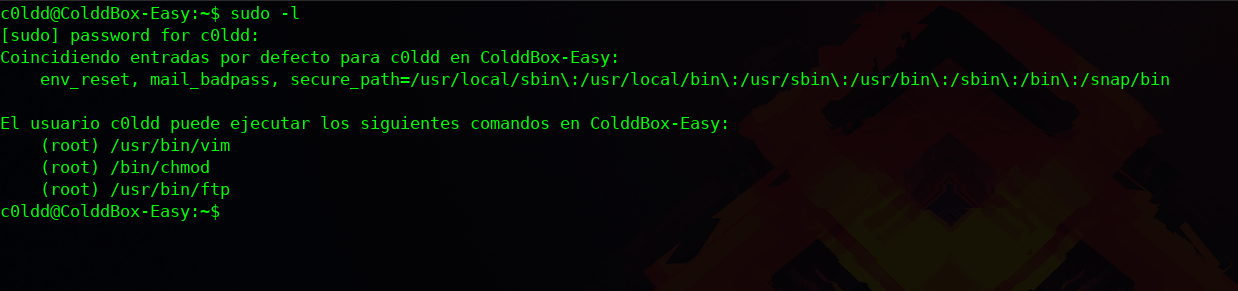 c0ldd@ColddBox-Easy:~$ sudo -l
[sudo] password for c0ldd:
Coincidiendo entradas por defecto para c0ldd en ColddBox-Easy:
    env_reset, mail_badpass, secure_path=/usr/local/sbin\:/usr/local/bin\:/usr/sbin\:/usr/bin\:/sbin\:/bin\:/snap/bin

El usuario c0ldd puede ejecutar los siguientes comandos en ColddBox-Easy:
    (root) /usr/bin/vim
    (root) /bin/chmod
    (root) /usr/bin/ftp
c0ldd@ColddBox-Easy:~$